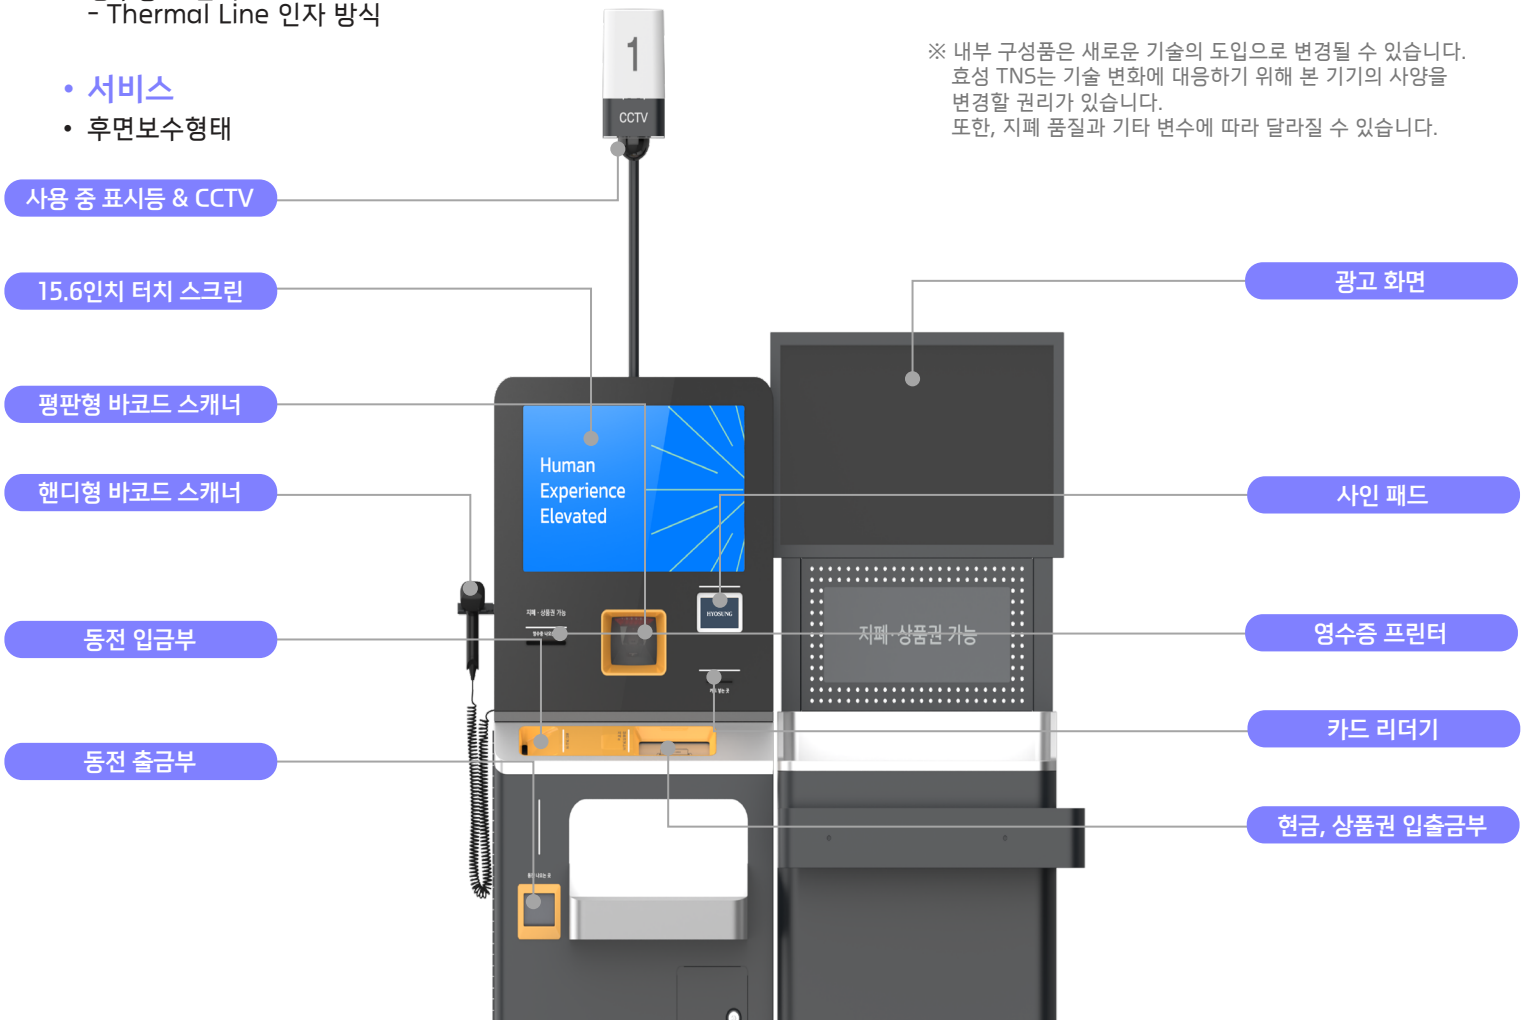 - Thermal Line 인자 방식
• 서비스
• 후면보수형태
※ 내부 구성품은 새로운 기술의 도입으로 변경될 수 있습니다.
효성 TNS는 기술 변화에 대응하기 위해 본 기기의 사양을
변경할 권리가 있습니다.
또한, 지폐 품질과 기타 변수에 따라 달라질 수 있습니다.
1
CCTV
사용 중 표시등 & CCTV
15.6인치 터치 스크린
광고 화면
평판형 바코드 스캐너
핸디형 바코드 스캐너
사인 패드
Human
Experience
Elevated
지폐 · 상품권 가능
HYOSUNG
동전 입금부
지폐 · 상품권 가능
영수증 프린터
카드 리더기
동전 출금부
현금, 상품권 입출금부